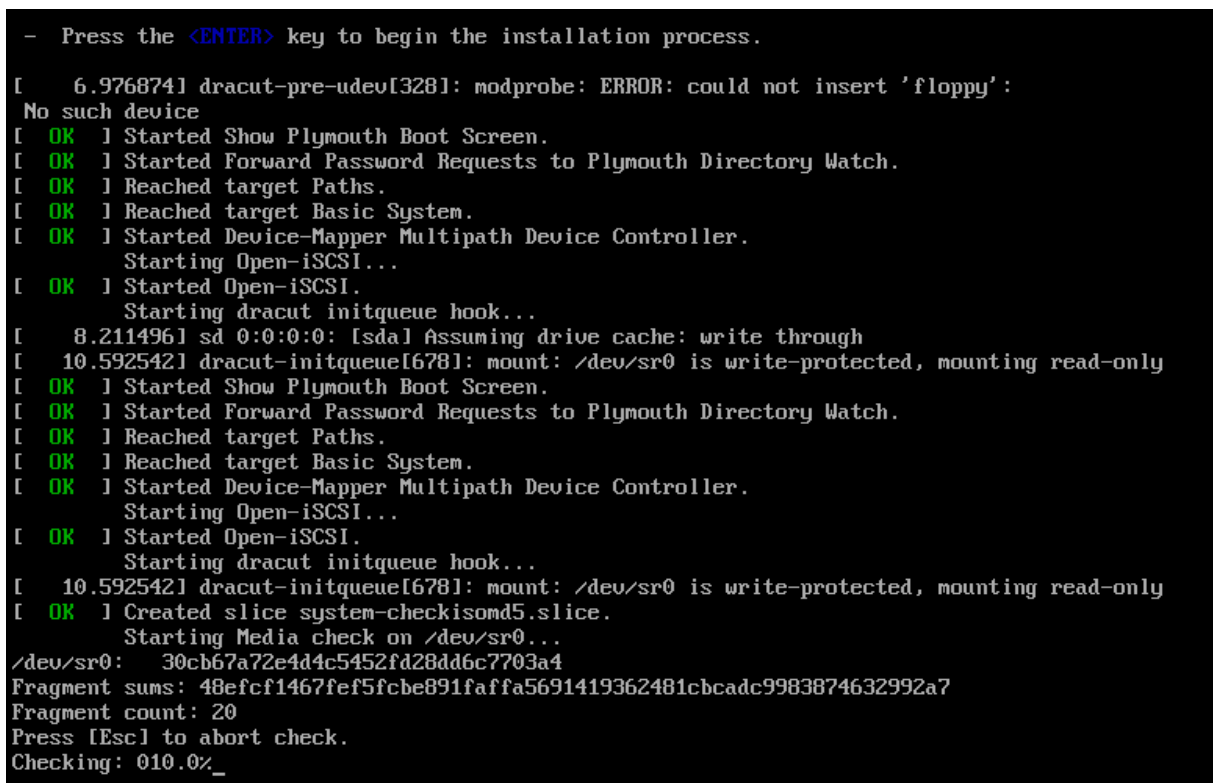 - Press the <ENTER> key to begin the installation process.
[    6.976874] dracut-pre-udev[328]: modprobe: ERROR: could not insert 'floppy':
 No such device
[  OK  ] Started Show Plymouth Boot Screen.
[  OK  ] Started Forward Password Requests to Plymouth Directory Watch.
[  OK  ] Reached target Paths.
[  OK  ] Reached target Basic System.
[  OK  ] Started Device-Mapper Multipath Device Controller.
         Starting Open-iSCSI...
[  OK  ] Started Open-iSCSI.
         Starting dracut initqueue hook...
[    8.211496] sd 0:0:0:0: [sda] Assuming drive cache: write through
[   10.592542] dracut-initqueue[678]: mount: /dev/sr0 is write-protected, mounting read-only
[  OK  ] Started Show Plymouth Boot Screen.
[  OK  ] Started Forward Password Requests to Plymouth Directory Watch.
[  OK  ] Reached target Paths.
[  OK  ] Reached target Basic System.
[  OK  ] Started Device-Mapper Multipath Device Controller.
         Starting Open-iSCSI...
[  OK  ] Started Open-iSCSI.
         Starting dracut initqueue hook...
[   10.592542] dracut-initqueue[678]: mount: /dev/sr0 is write-protected, mounting read-only
[  OK  ] Created slice system-checkisomd5.slice.
         Starting Media check on /dev/sr0...
/dev/sr0:   30cb67a72e4d4c5452fd28dd6c7703a4
Fragment sums: 48efcf1467fef5fcbe891faffa5691419362481cbcadc9983874632992a7
Fragment count: 20
Press [Esc] to abort check.
Checking: 010.0%_